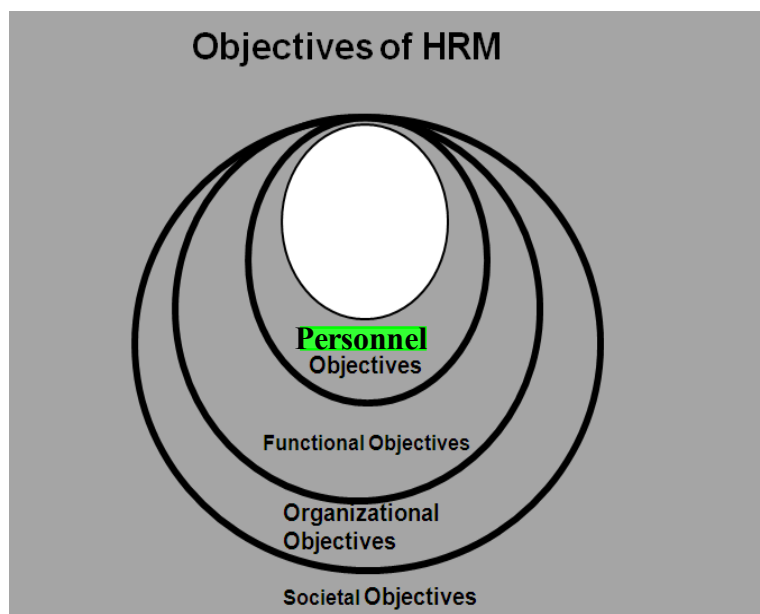 Objectives of HRM
Personnel
Objectives
Functional Objectives
Organizational
Objectives
Societal Objectives